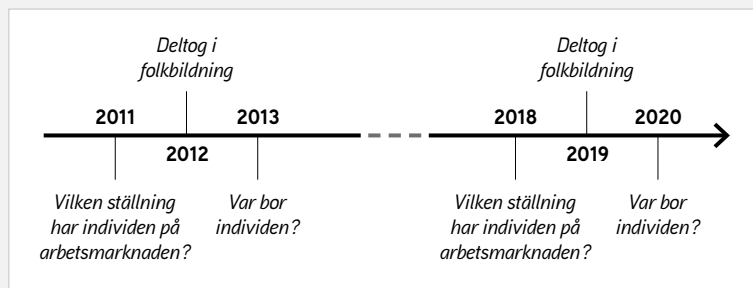 Deltog i
folkbildning
Deltog i
folkbildning
2011
2013
2018
2020
2012
2019
Vilken ställning
har individen på
arbetsmarknaden?
Var bor
individen?
Vilken ställning
har individen på
arbetsmarknaden?
Var bor
individen?